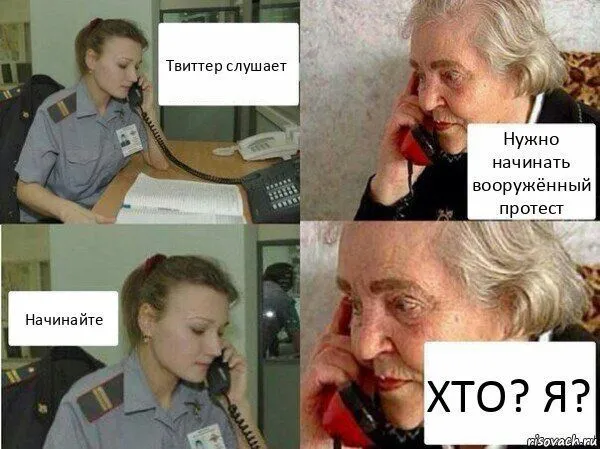 Твиттер слушает
Нужно
начинать
вооружённый
протест
Начинайте
ХТО? Я?
risovach.ru